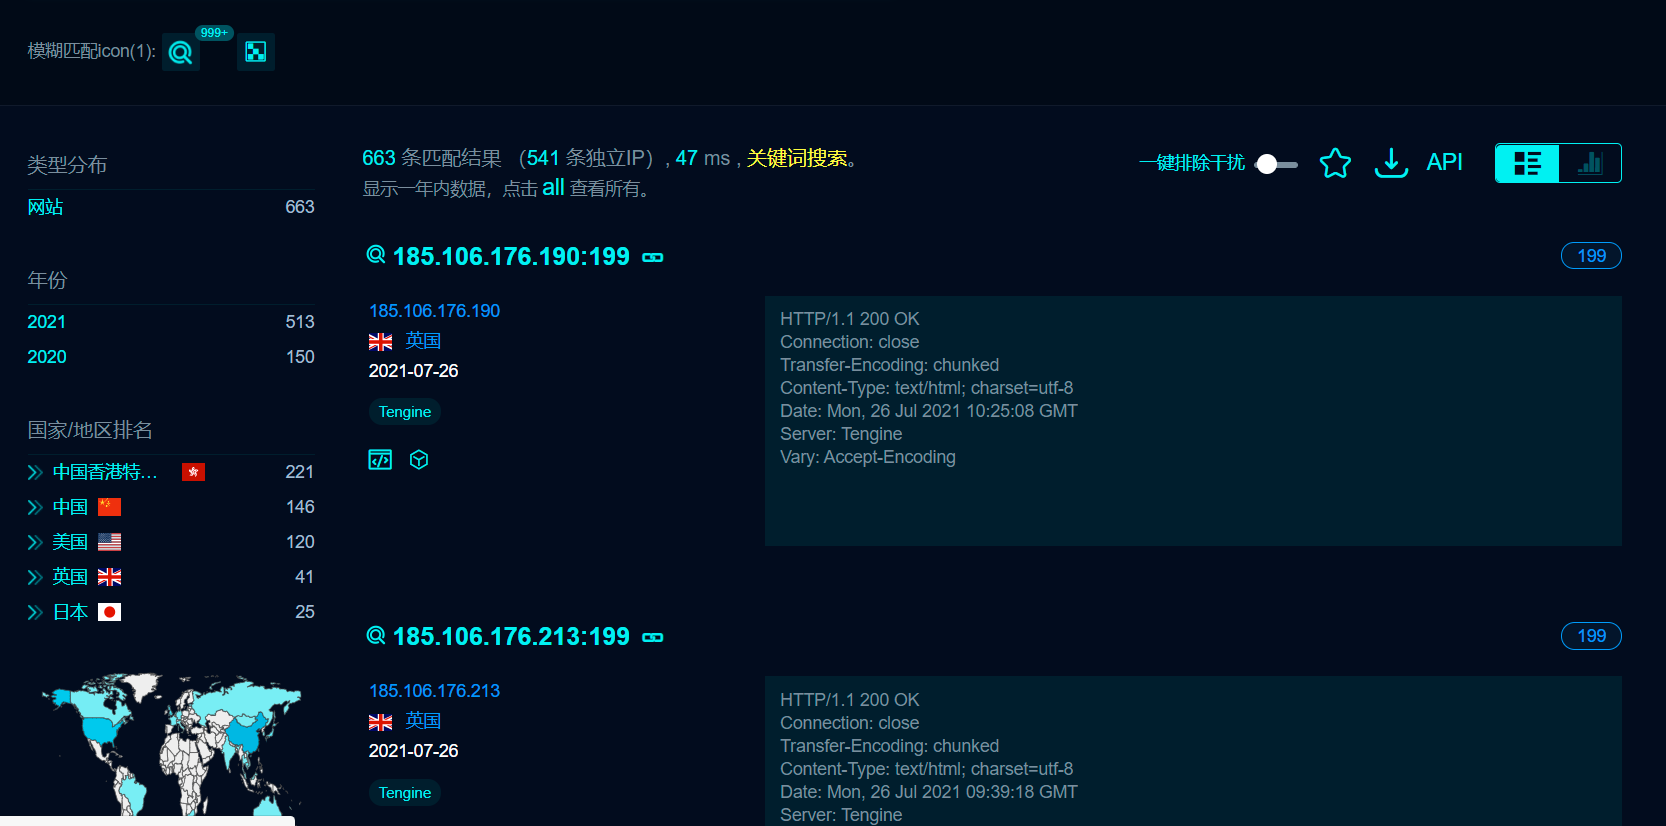 模糊匹配icon(1):
999+
类型分布
网站 663
年份
2021 513
2020 150
国家/地区排名
中国香港特… 221
中国 146
美国 120
英国 41
日本 25
663 条匹配结果 （541 条独立IP）, 47 ms , 关键词搜索。
显示一年内数据，点击 all 查看所有。
一键排除干扰
API
185.106.176.190:199
199
185.106.176.190
英国
2021-07-26
Tengine
HTTP/1.1 200 OK
Connection: close
Transfer-Encoding: chunked
Content-Type: text/html; charset=utf-8
Date: Mon, 26 Jul 2021 10:25:08 GMT
Server: Tengine
Vary: Accept-Encoding
185.106.176.213:199
199
185.106.176.213
英国
2021-07-26
Tengine
HTTP/1.1 200 OK
Connection: close
Transfer-Encoding: chunked
Content-Type: text/html; charset=utf-8
Date: Mon, 26 Jul 2021 09:39:18 GMT
Server: Tengine